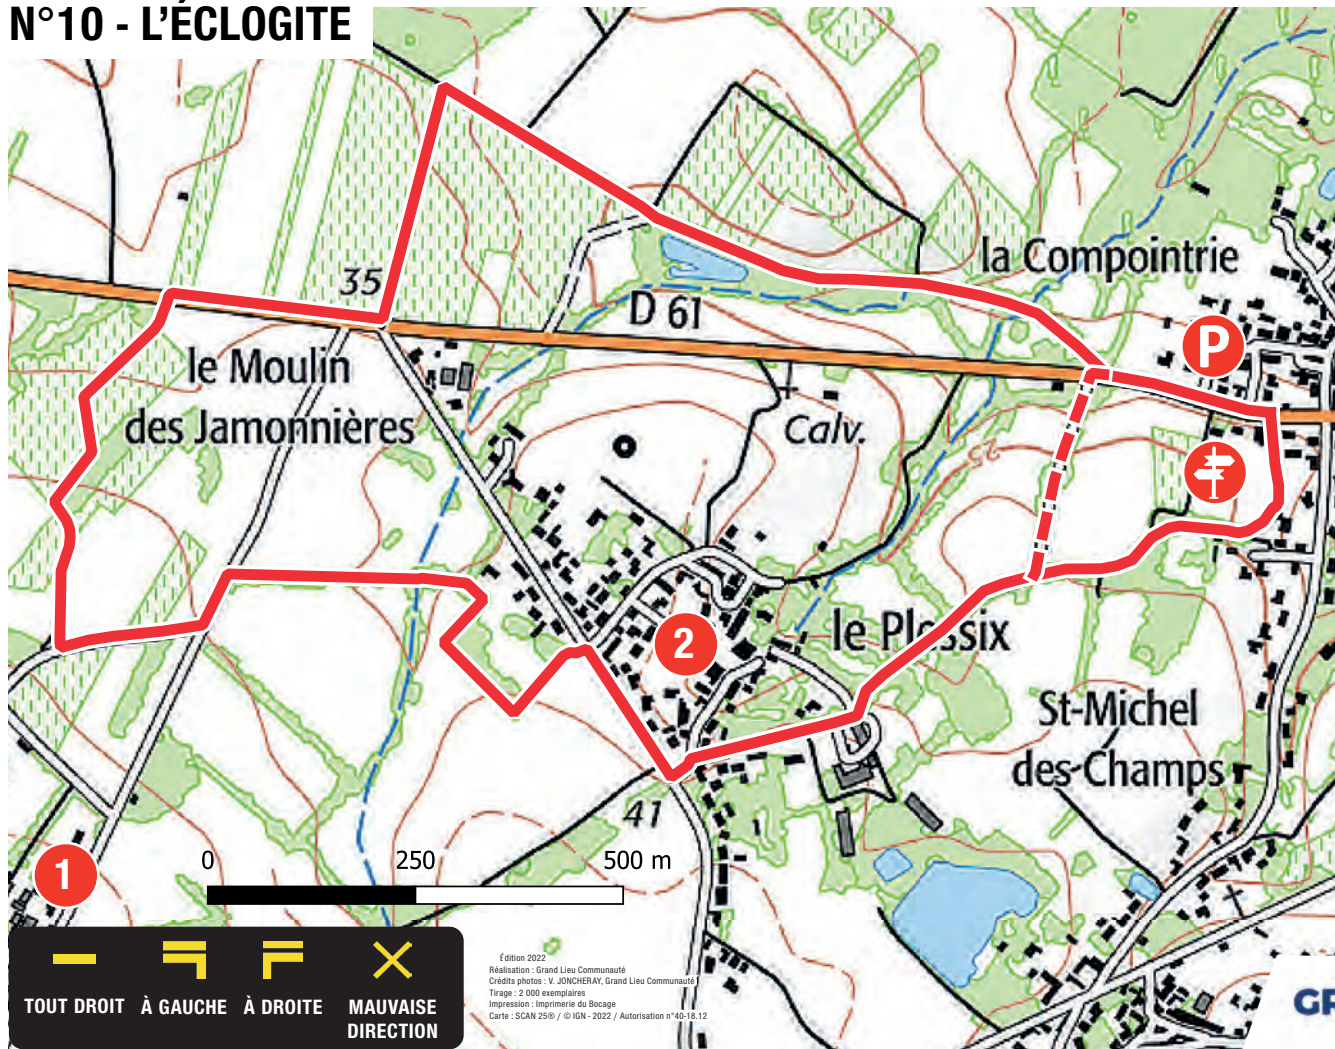 N°10 - L'ÉCLOGITE
la Compointrie
35
D 61
P
le Moulin
des Jamonnières
Calv.
25
2
le Plessix
St-Michel
des-Champs
41
1
0 250 500 m
TOUT DROIT À GAUCHE À DROITE MAUVAISE
DIRECTION
Édition 2022
Réalisation : Grand Lieu Communauté
Crédits photos : V. JONCHERAY, Grand Lieu Communauté
Tirage : 2 000 exemplaires
Impression : Imprimerie du Bocage
Carte : SCAN 25® / © IGN - 2022 / Autorisation n°40-18.12
GR